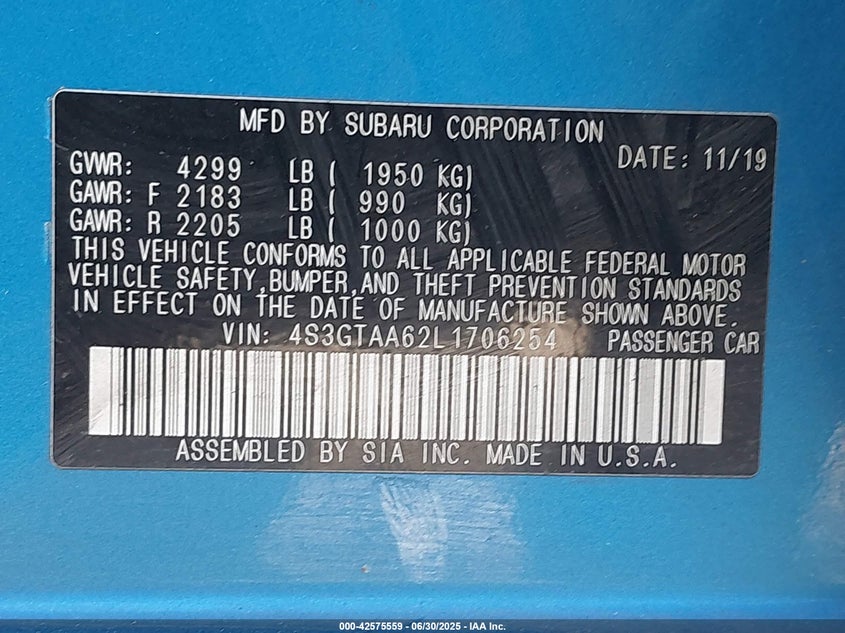 MFD BY SUBARU CORPORATION
DATE: 11/19
GVWR: 4299 LB ( 1950 KG)
GAWR: F 2183 LB ( 990 KG)
GAWR: R 2205 LB ( 1000 KG)
THIS VEHICLE CONFORMS TO ALL APPLICABLE FEDERAL MOTOR
VEHICLE SAFETY,BUMPER,AND THEFT PREVENTION STANDARDS
IN EFFECT ON THE DATE OF MANUFACTURE SHOWN ABOVE.
VIN: 4S3GTAA62L1706254 PASSENGER CAR
ASSEMBLED BY SIA INC. MADE IN U.S.A.
000-42575559 - 06/30/2025 - IAA Inc.